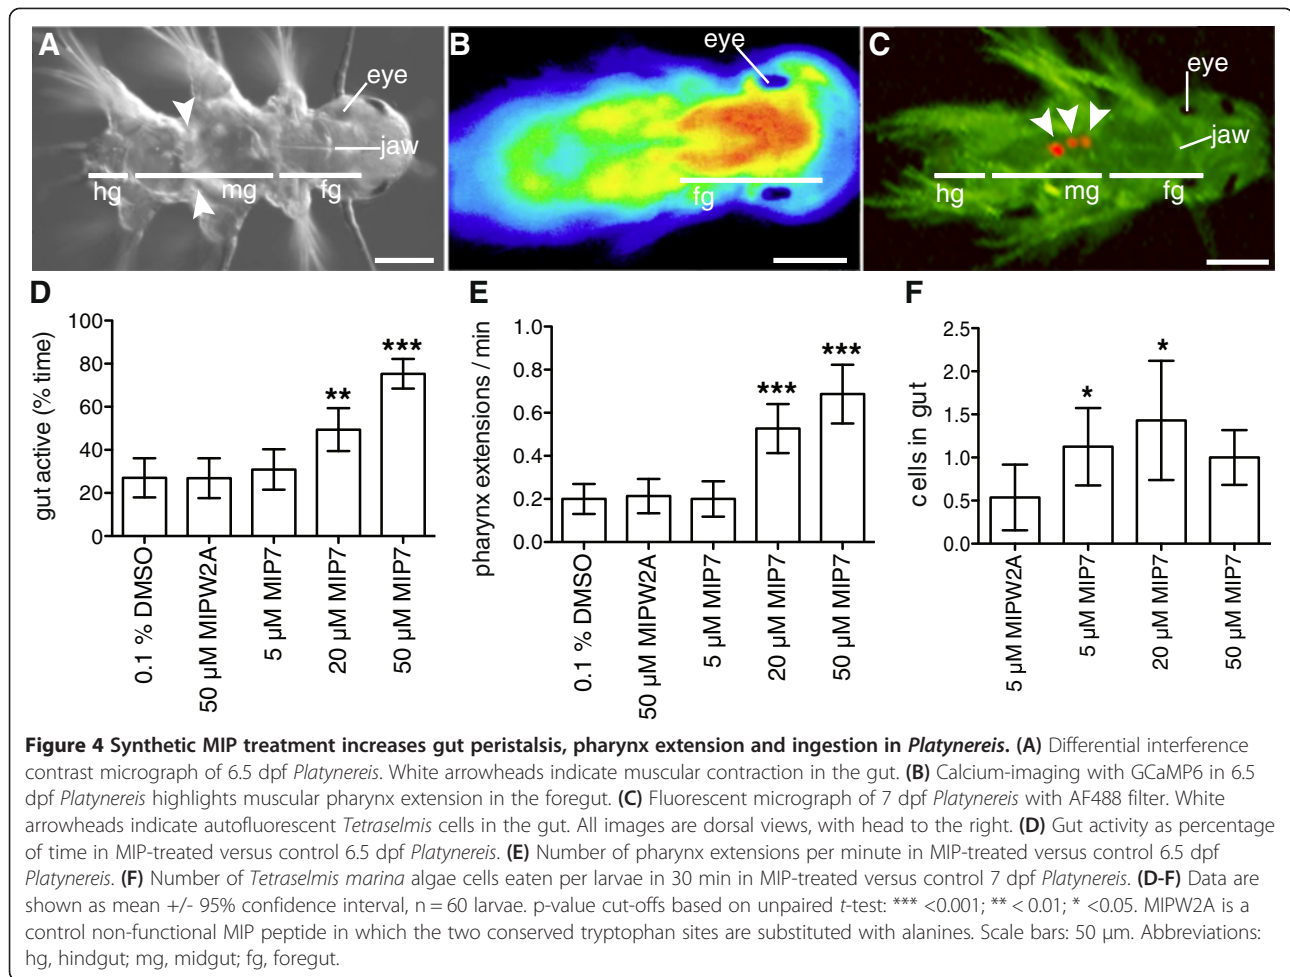 A
eye
jaw
hg
mg
fg
B
eye
fg
C
eye
jaw
hg
mg
fg
D
gut active (% time)
100
80
60
40
20
0
**
***
0.1 % DMSO
50 µM MIPW2A
5 µM MIP7
20 µM MIP7
50 µM MIP7
E
pharynx extensions / min
1.0
0.8
0.6
0.4
0.2
0.0
***
***
0.1 % DMSO
50 µM MIPW2A
5 µM MIP7
20 µM MIP7
50 µM MIP7
F
cells in gut
2.5
2.0
1.5
1.0
0.5
0.0
*
*
5 µM MIPW2A
5 µM MIP7
20 µM MIP7
50 µM MIP7
Figure 4 Synthetic MIP treatment increases gut peristalsis, pharynx extension and ingestion in Platynereis. (A) Differential interference
contrast micrograph of 6.5 dpf Platynereis. White arrowheads indicate muscular contraction in the gut. (B) Calcium-imaging with GCaMP6 in 6.5
dpf Platynereis highlights muscular pharynx extension in the foregut. (C) Fluorescent micrograph of 7 dpf Platynereis with AF488 filter. White
arrowheads indicate autofluorescent Tetraselmis cells in the gut. All images are dorsal views, with head to the right. (D) Gut activity as percentage
of time in MIP-treated versus control 6.5 dpf Platynereis. (E) Number of pharynx extensions per minute in MIP-treated versus control 6.5 dpf
Platynereis. (F) Number of Tetraselmis marina algae cells eaten per larvae in 30 min in MIP-treated versus control 7 dpf Platynereis. (D-F) Data are
shown as mean +/- 95% confidence interval, n = 60 larvae. p-value cut-offs based on unpaired t-test: *** <0.001; ** < 0.01; * <0.05. MIPW2A is a
control non-functional MIP peptide in which the two conserved tryptophan sites are substituted with alanines. Scale bars: 50 µm. Abbreviations:
hg, hindgut; mg, midgut; fg, foregut.